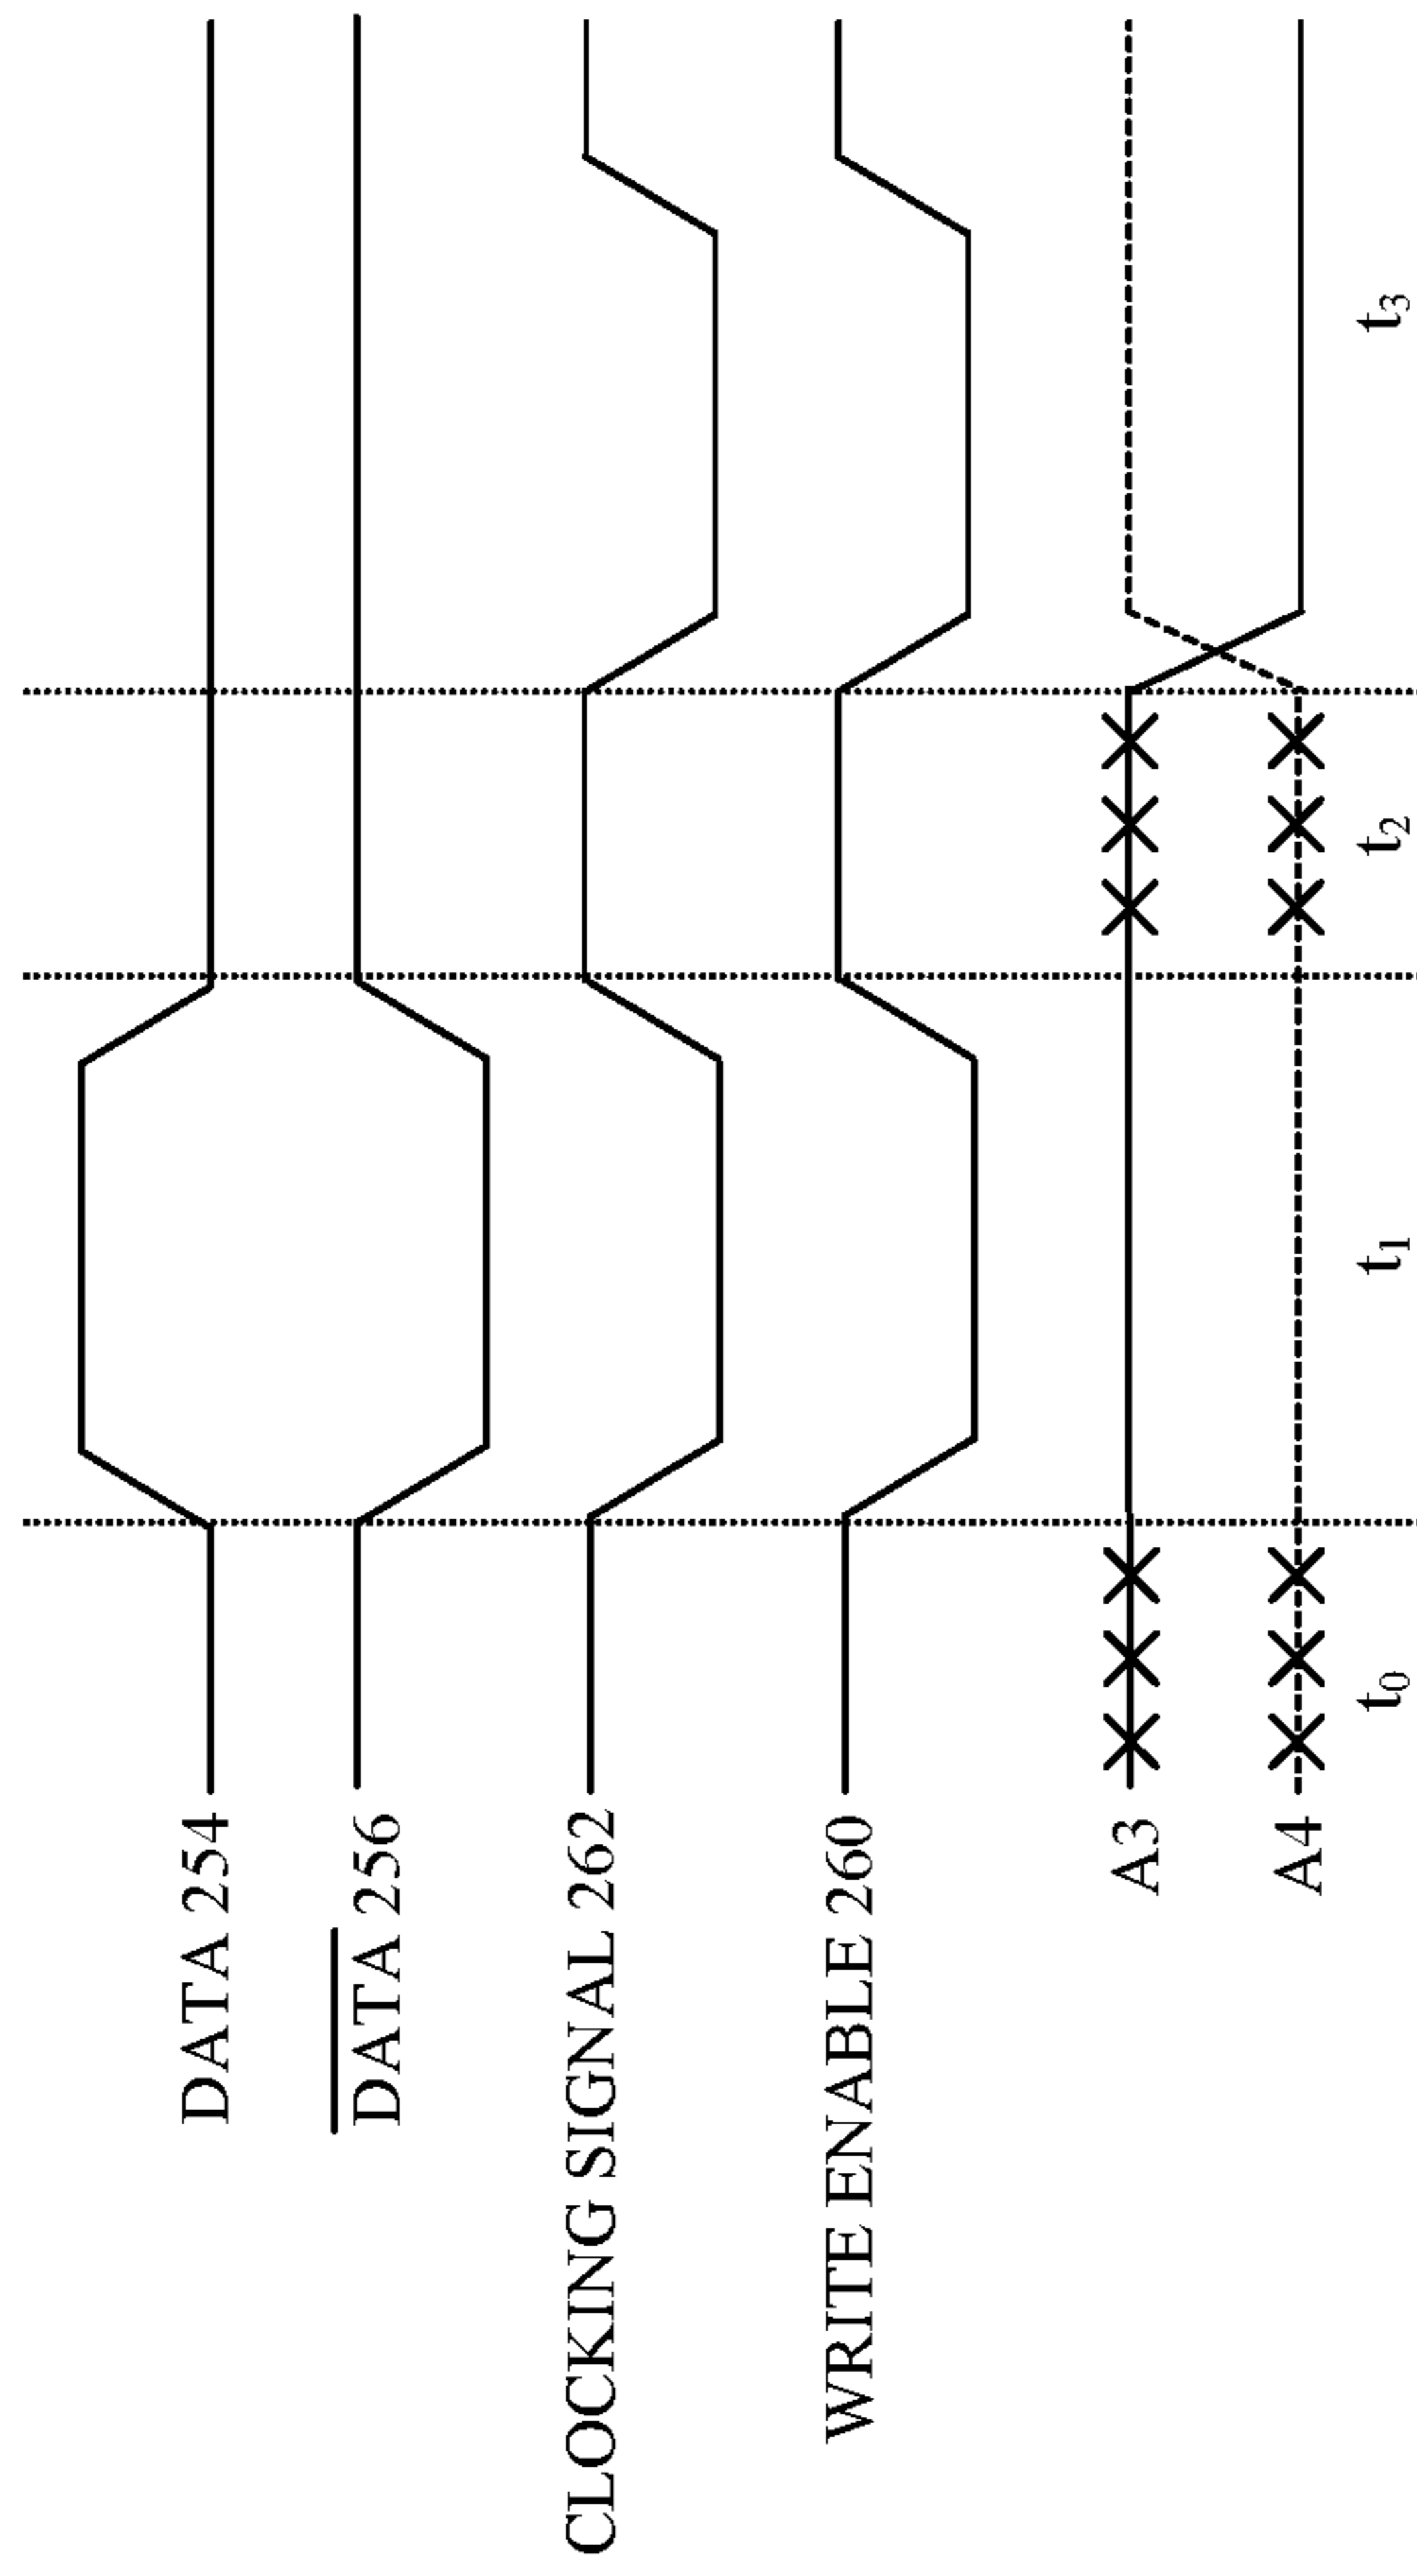 DATA 254
DATA 256
CLOCKING SIGNAL 262
WRITE ENABLE 260
A3
A4
t0 t1 t2 t3